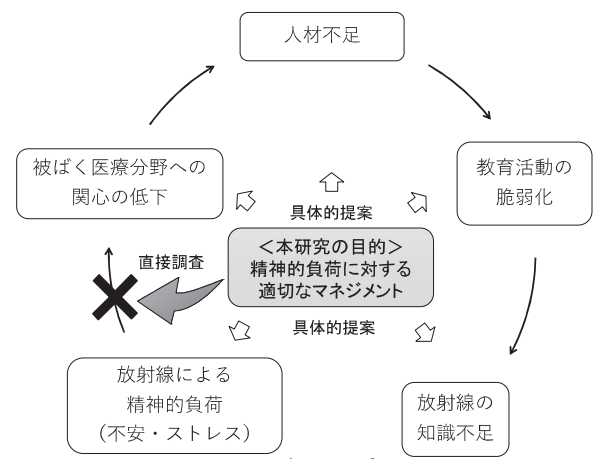 人材不足
被ばく医療分野への
関心の低下
教育活動の
脆弱化
具体的提案
＜本研究の目的＞
精神的負荷に対する
適切なマネジメント
直接調査
具体的提案
放射線による
精神的負荷
（不安・ストレス）
放射線の
知識不足